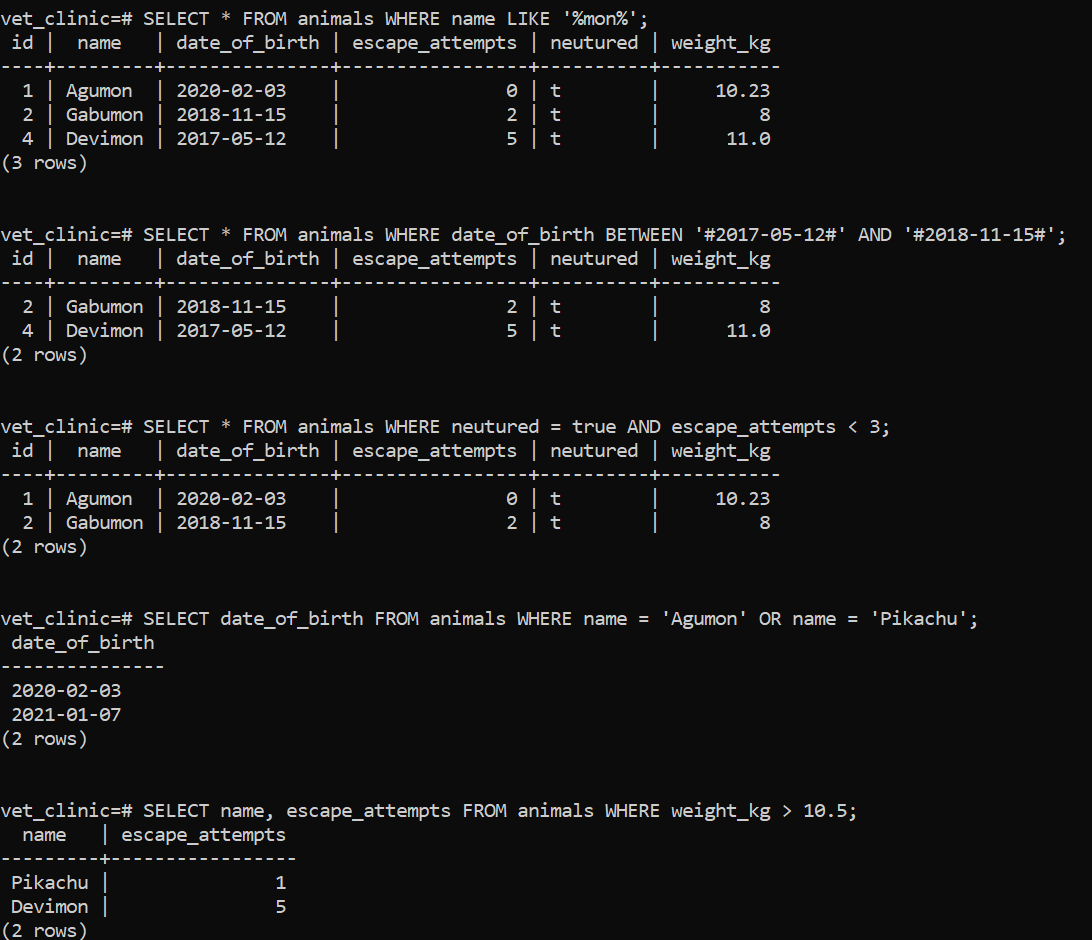 vet_clinic=# SELECT * FROM animals WHERE name LIKE '%mon%';
 id |  name   | date_of_birth | escape_attempts | neutured | weight_kg
----+---------+---------------+-----------------+----------+-----------
  1 | Agumon  | 2020-02-03    |               0 | t        |     10.23
  2 | Gabumon | 2018-11-15    |               2 | t        |         8
  4 | Devimon | 2017-05-12    |               5 | t        |      11.0
(3 rows)

vet_clinic=# SELECT * FROM animals WHERE date_of_birth BETWEEN '#2017-05-12#' AND '#2018-11-15#';
 id |  name   | date_of_birth | escape_attempts | neutured | weight_kg
----+---------+---------------+-----------------+----------+-----------
  2 | Gabumon | 2018-11-15    |               2 | t        |         8
  4 | Devimon | 2017-05-12    |               5 | t        |      11.0
(2 rows)

vet_clinic=# SELECT * FROM animals WHERE neutured = true AND escape_attempts < 3;
 id |  name   | date_of_birth | escape_attempts | neutured | weight_kg
----+---------+---------------+-----------------+----------+-----------
  1 | Agumon  | 2020-02-03    |               0 | t        |     10.23
  2 | Gabumon | 2018-11-15    |               2 | t        |         8
(2 rows)

vet_clinic=# SELECT date_of_birth FROM animals WHERE name = 'Agumon' OR name = 'Pikachu';
 date_of_birth
---------------
 2020-02-03
 2021-01-07
(2 rows)

vet_clinic=# SELECT name, escape_attempts FROM animals WHERE weight_kg > 10.5;
  name   | escape_attempts
---------+-----------------
 Pikachu |               1
 Devimon |               5
(2 rows)